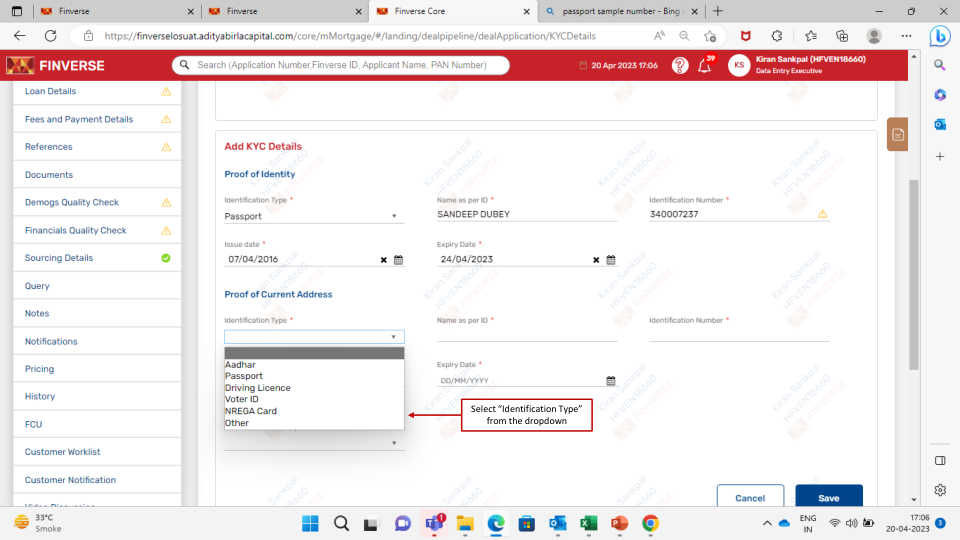 Finverse
Finverse
Finverse Core
passport sample number - Bing
https://finverselosuat.adityabirlacapital.com/core/mMortgage/#/landing/dealpipeline/dealApplication/KYCDetails
FINVERSE
Search (Application Number,Finverse ID, Applicant Name, PAN Number)
20 Apr 2023 17:06
39
KS
Kiran Sankpal (HFVEN18660)
Data Entry Executive
Loan Details
Fees and Payment Details
References
Documents
Demogs Quality Check
Financials Quality Check
Sourcing Details
Query
Notes
Notifications
Pricing
History
FCU
Customer Worklist
Customer Notification
Add KYC Details
Proof of Identity
Identification Type *
Name as per ID *
Identification Number *
Passport
SANDEEP DUBEY
340007237
Issue date *
Expiry Date *
07/04/2016
24/04/2023
Proof of Current Address
Identification Type *
Name as per ID *
Identification Number *
Aadhar
Passport
Driving Licence
Voter ID
NREGA Card
Other
Expiry Date *
DD/MM/YYYY
Select “Identification Type”
from the dropdown
Cancel
Save
Kiran Sankpal
HFVEN18660
FINVERSE
33°C
Smoke
ENG
IN
17:06
20-04-2023
3